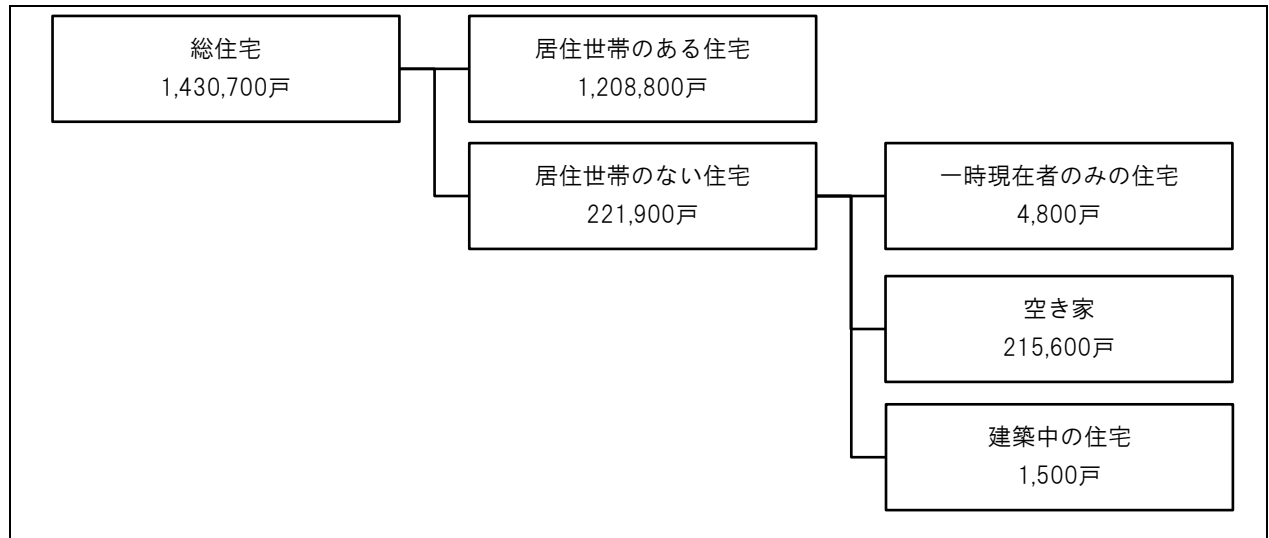 総住宅
1,430,700戸
居住世帯のある住宅
1,208,800戸
居住世帯のない住宅
221,900戸
一時現在者のみの住宅
4,800戸
空き家
215,600戸
建築中の住宅
1,500戸